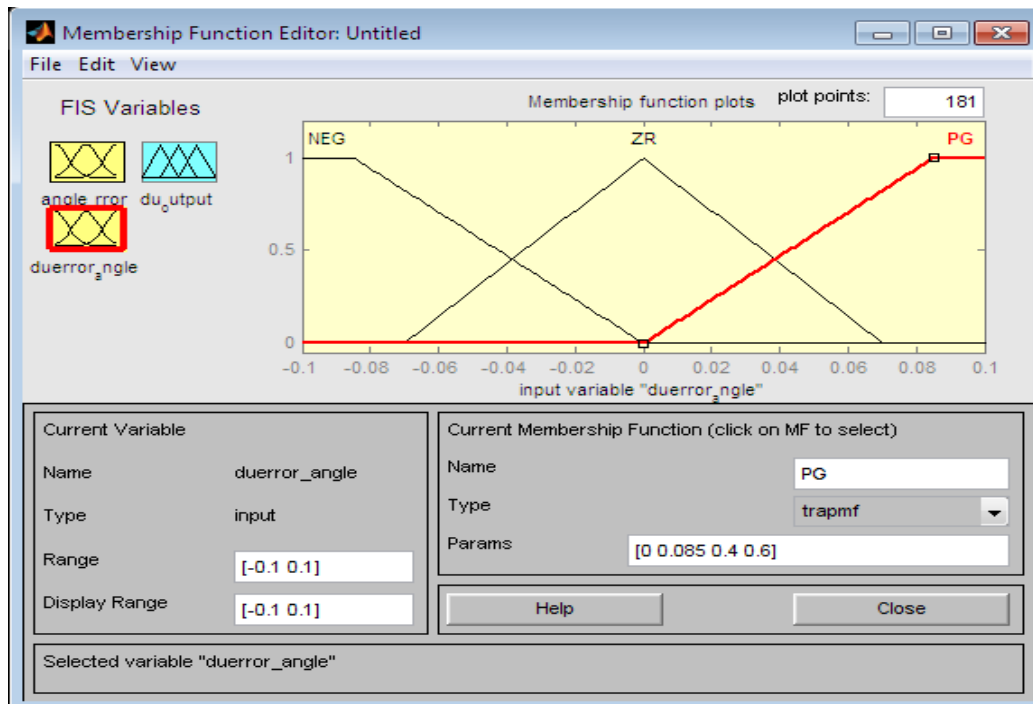 Membership Function Editor: Untitled
File Edit View
FIS Variables
angle_rror du_output
duerror_angle
Membership function plots plot points: 181
NEG ZR PG
1
0.5
0
-0.1 -0.08 -0.06 -0.04 -0.02 0 0.02 0.04 0.06 0.08 0.1
input variable "duerror_angle"
Current Variable
Name duerror_angle
Type input
Range [-0.1 0.1]
Display Range [-0.1 0.1]
Current Membership Function (click on MF to select)
Name PG
Type trapmf
Params [0 0.085 0.4 0.6]
Help Close
Selected variable "duerror_angle"